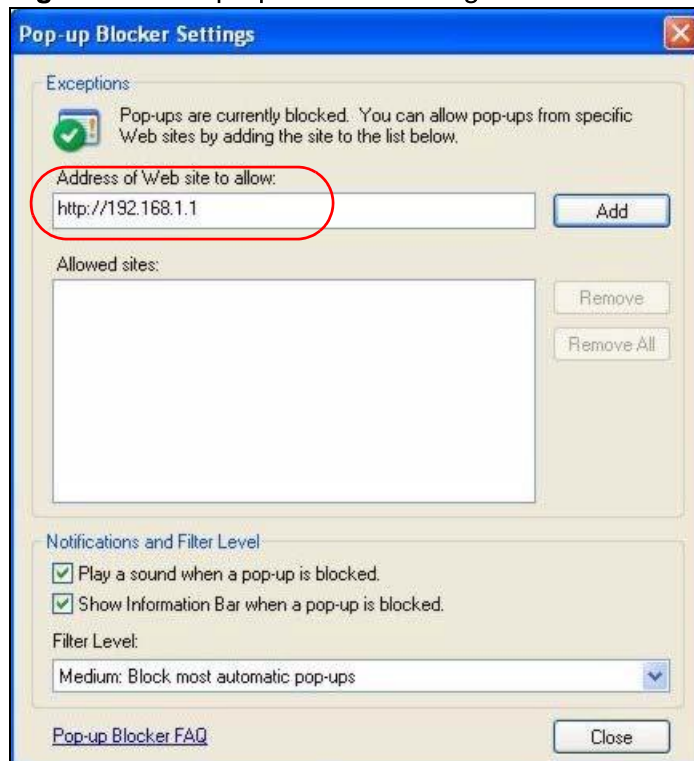 Pop-up Blocker Settings
Exceptions
Pop-ups are currently blocked. You can allow pop-ups from specific
Web sites by adding the site to the list below.
Address of Web site to allow:
http://192.168.1.1
Add
Allowed sites:
Remove
Remove All
Notifications and Filter Level
Play a sound when a pop-up is blocked.
Show Information Bar when a pop-up is blocked.
Filter Level:
Medium: Block most automatic pop-ups
Pop-up Blocker FAQ
Close